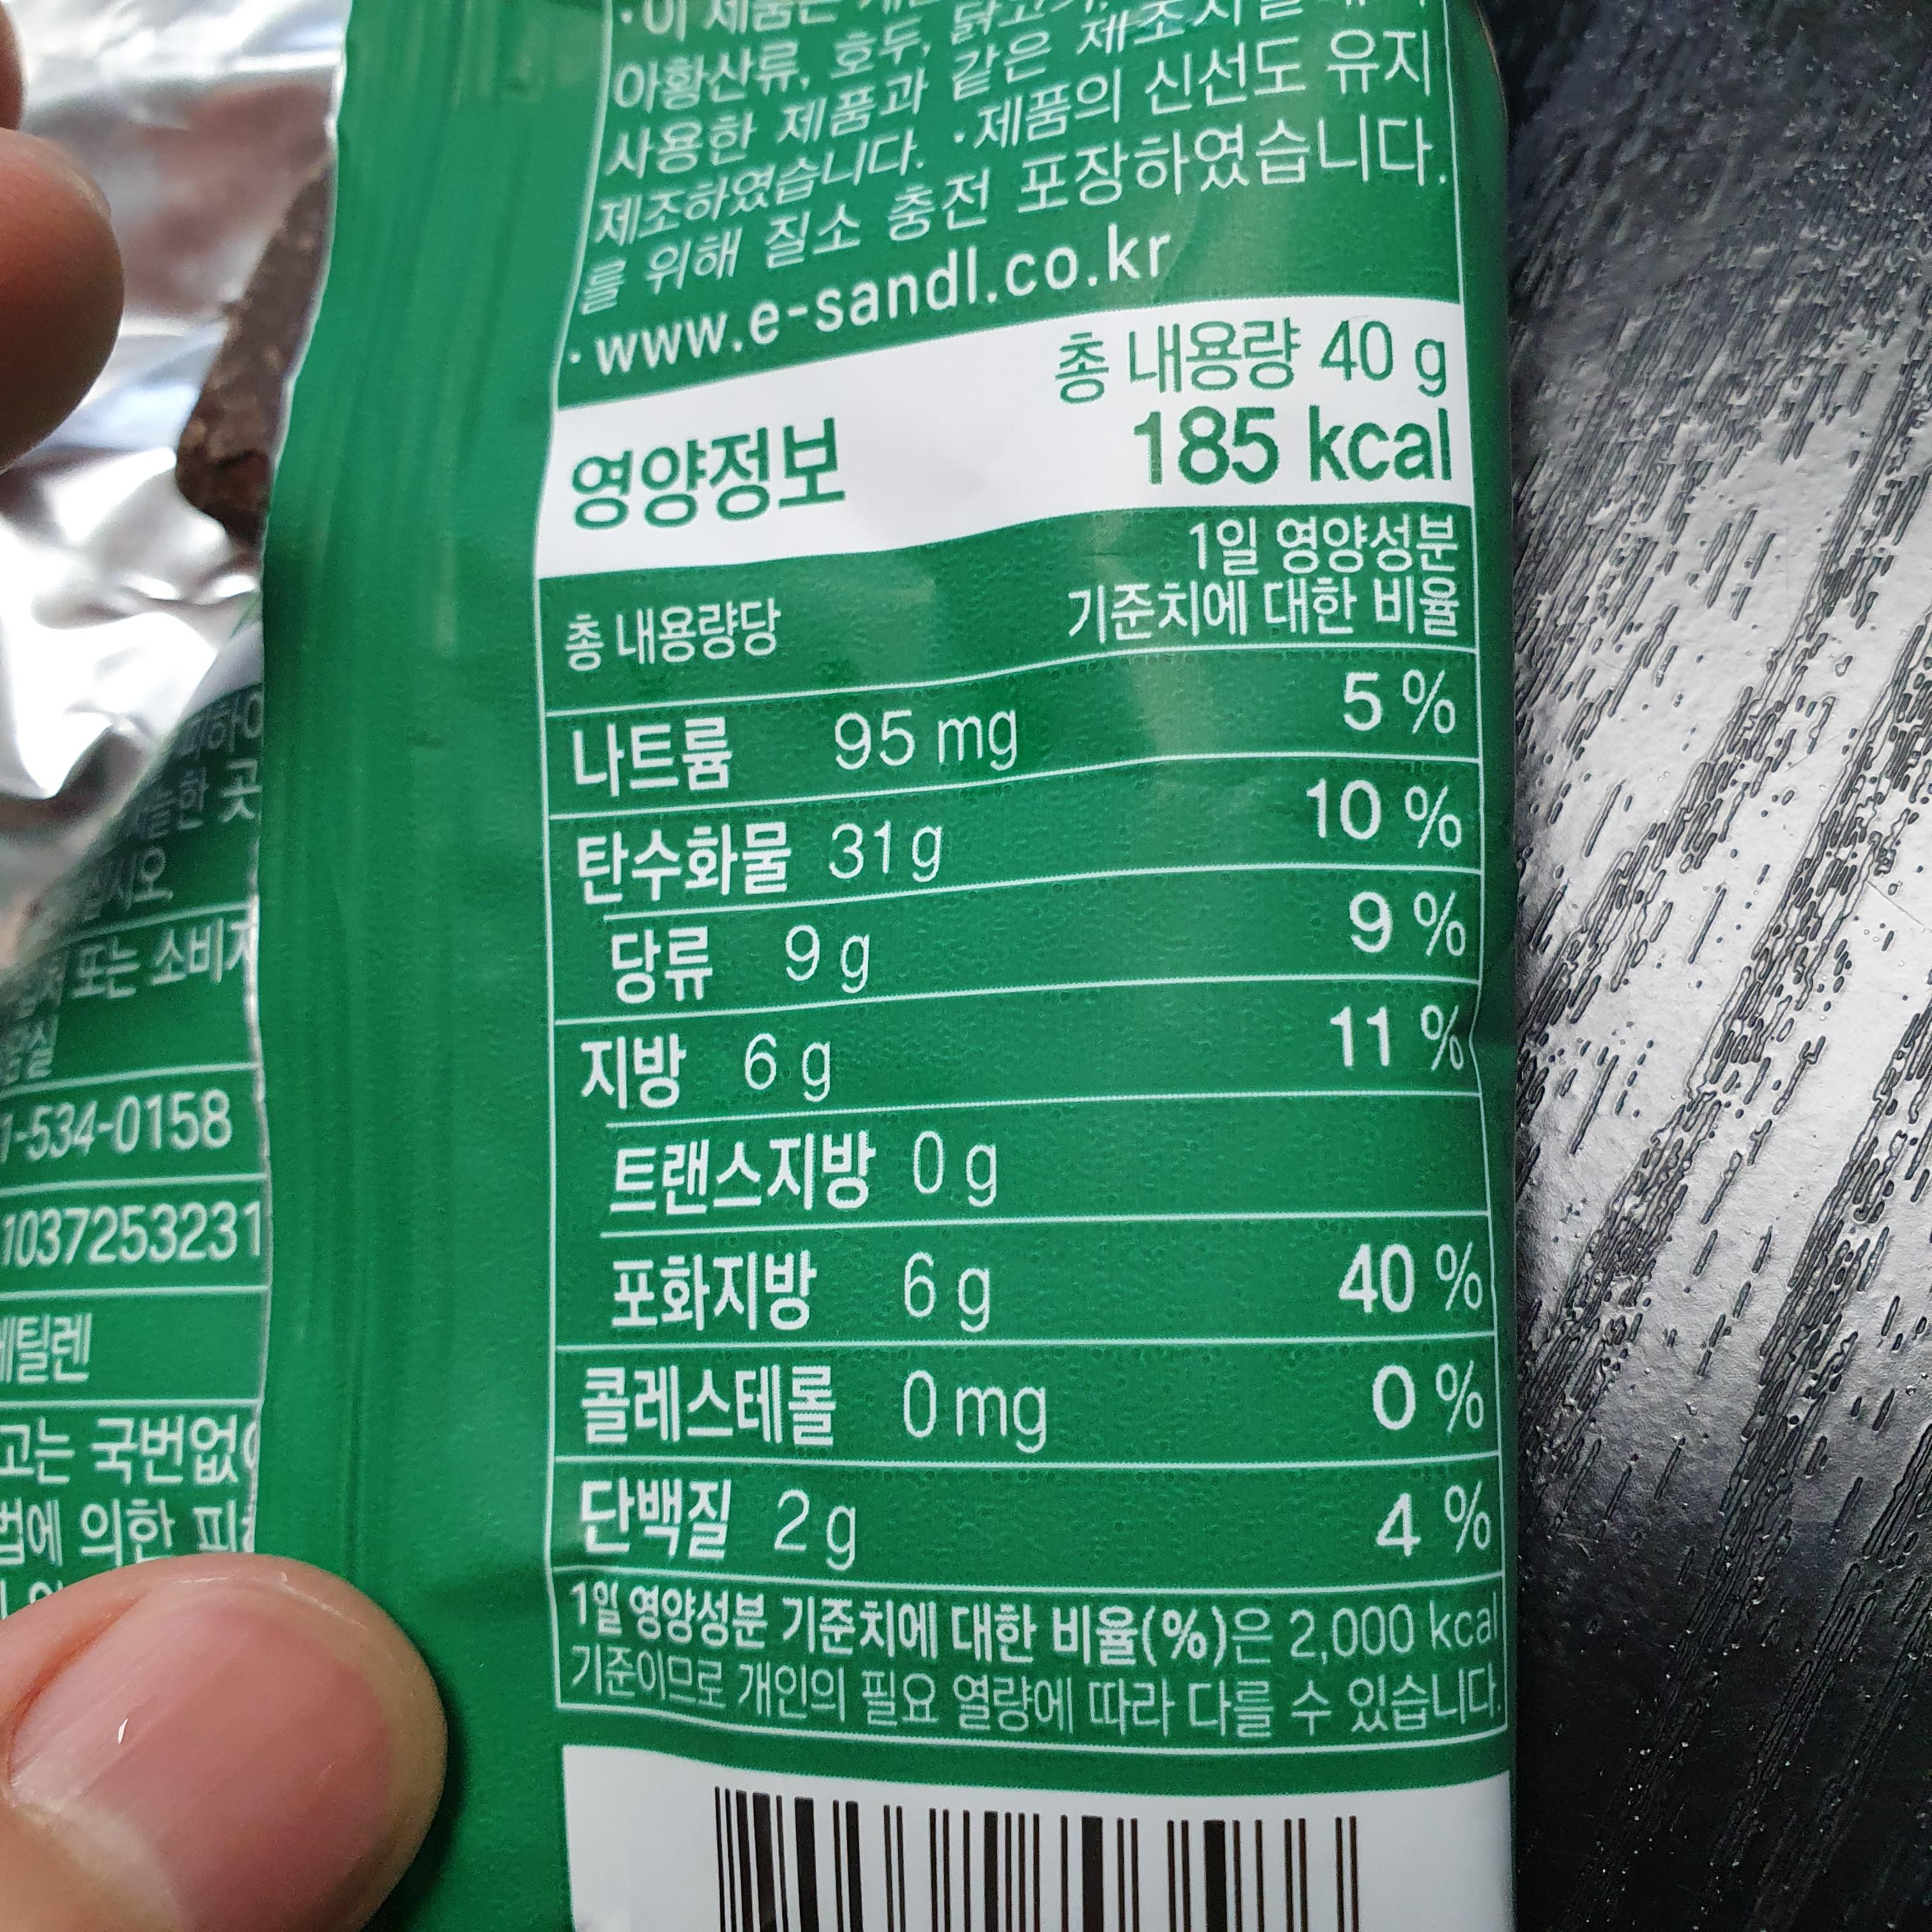 ·이 제품은
아황산류, 호두, 닭고기,
사용한 제품과 같은 제조시설에서
제조하였습니다. ·제품의 신선도 유지
를 위해 질소 충전 포장하였습니다.
·www.e-sandl.co.kr
총 내용량 40 g
영양정보 185 kcal
1일 영양성분
총 내용량당 기준치에 대한 비율
나트륨 95 mg 5 %
탄수화물 31 g 10 %
당류 9 g 9 %
지방 6 g 11 %
트랜스지방 0 g
포화지방 6 g 40 %
콜레스테롤 0 mg 0 %
단백질 2 g 4 %
1일 영양성분 기준치에 대한 비율(%)은 2,000 kcal
기준이므로 개인의 필요 열량에 따라 다를 수 있습니다.
곳
또는 소비자
1-534-0158
1037253231
에틸렌
고는 국번없이
법에 의한 피해